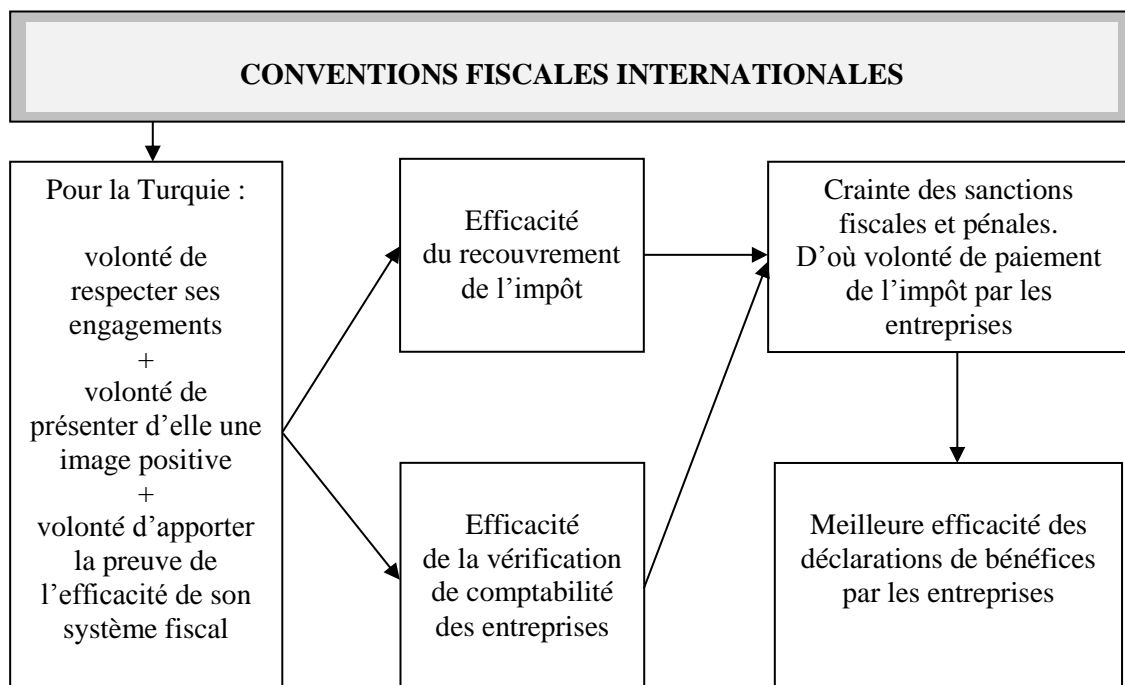 CONVENTIONS FISCALES INTERNATIONALES
Pour la Turquie :
volonté de
respecter ses
engagements
+
volonté de
présenter d’elle une
image positive
+
volonté d’apporter
la preuve de
l’efficacité de son
système fiscal
Efficacité
du recouvrement
de l’impôt
Efficacité
de la vérification
de comptabilité
des entreprises
Crainte des sanctions
fiscales et pénales.
D’où volonté de paiement
de l’impôt par les
entreprises
Meilleure efficacité des
déclarations de bénéfices
par les entreprises